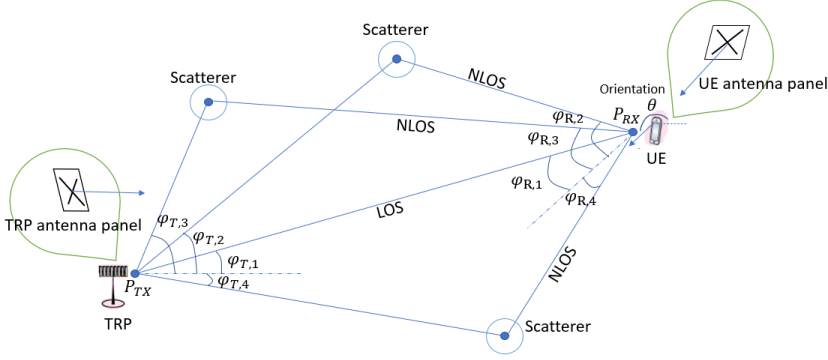 Scatterer
Scatterer
NLOS
NLOS
Orientation
θ
UE antenna panel
P_RX
UE
φ_R,2
φ_R,3
φ_R,1
φ_R,4
TRP antenna panel
LOS
φ_T,3
φ_T,2
φ_T,1
φ_T,4
P_TX
TRP
NLOS
Scatterer